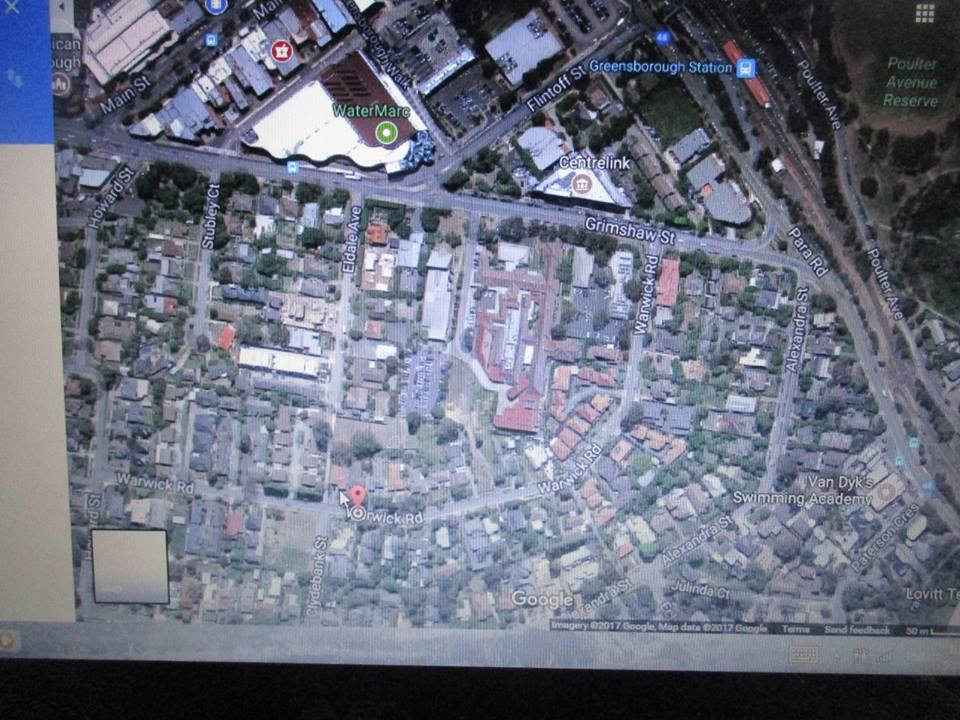 Main
ican
ough
Main St
WaterMarc
Flintoff St
Greensborough Station
48
Poulter Ave
Poulter
Avenue
Reserve
Centrelink
Howard St
Stubley Ct
Eldale Ave
Grimshaw St
Warwick Rd
Para Rd
Poulter Ave
Alexandra St
Warwick Rd
Warwick Rd
rwick Rd
Clydebank St
Van Dyk's
Swimming Academy
Alexandra St
Paterson Cres
Julinda Ct
Lovitt Te
Google
Imagery ©2017 Google, Map data ©2017 Google
Terms
Send feedback
50 m